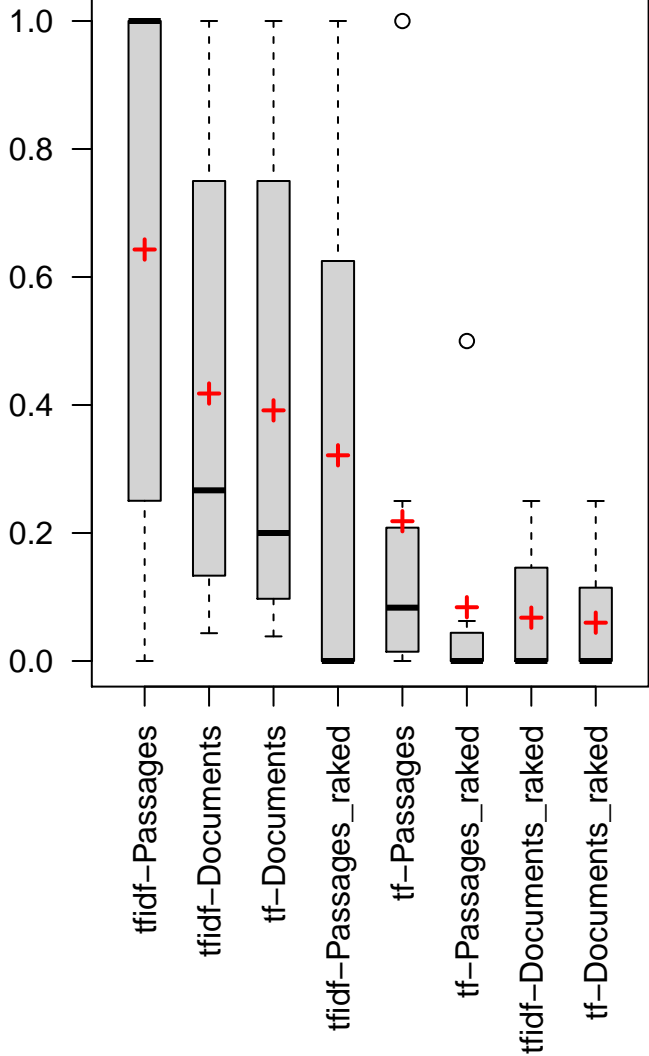 1.0
0.8
0.6
0.4
0.2
0.0
tfidf−Passages
tfidf−Documents
tf−Documents
tfidf−Passages_raked
tf−Passages
tf−Passages_raked
tfidf−Documents_raked
tf−Documents_raked